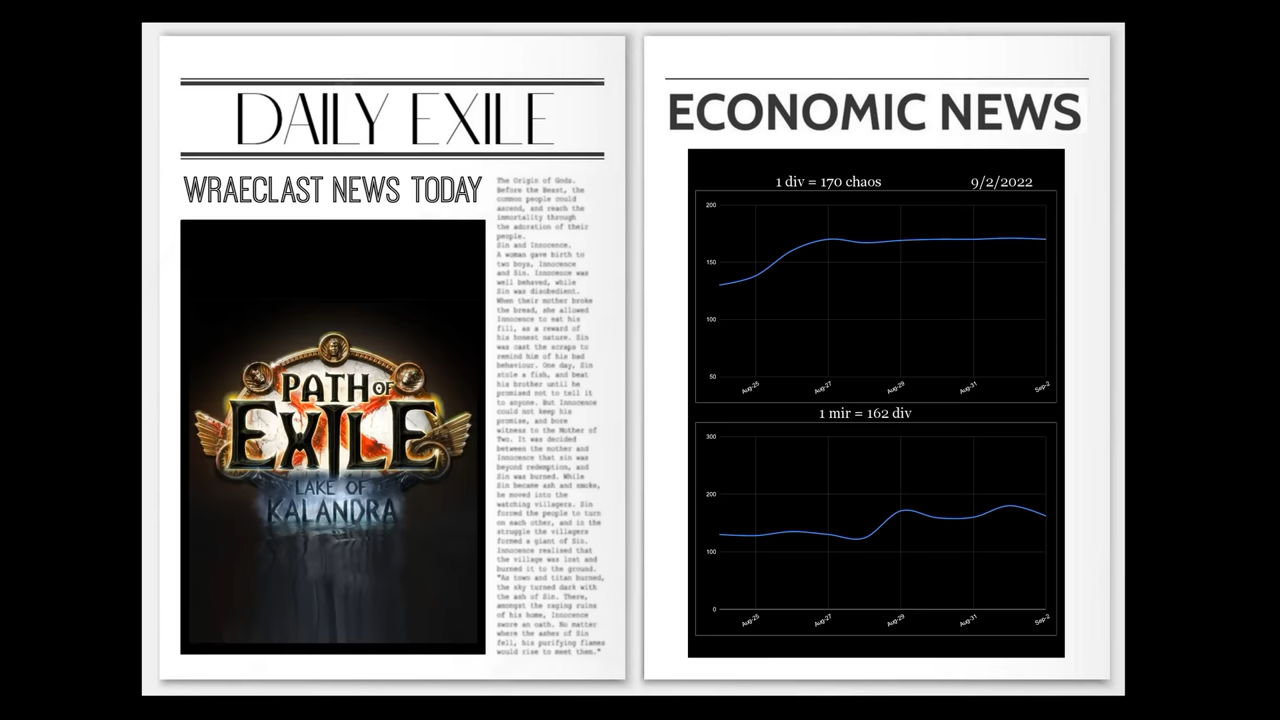 DAILY EXILE
WRAECLAST NEWS TODAY
PATH OF
EXILE
LAKE OF
KALANDRA
The Origin of Gods.
Before the Beast, the
common people could
ascend, and reach the
immortality through
the adoration of their
people.
Sin and Innocence.
A woman gave birth to
two boys, Innocence
and Sin. Innocence was
well behaved, while
Sin was disobedient.
When their mother broke
the bread, she allowed
Innocence to eat his
fill, as a reward of
his honest nature. Sin
was cast the scraps to
remind him of his bad
behaviour. One day, Sin
stole a fish, and beat
his brother until he
promised not to tell it
to anyone. But Innocence
could not keep his
promise, and bore
witness to the Mother of
Two. It was decided
between the mother and
Innocence that sin was
beyond redemption, and
Sin was burned. While
Sin became ash and smoke,
he moved into the
watching villagers. Sin
forced the people to turn
on each other, and in the
struggle the villagers
formed a giant of Sin.
Innocence realised that
the village was lost and
burned it to the ground.
"As town and titan burned,
the sky turned dark with
the ash of Sin. There,
amongst the raging ruins
of his home, Innocence
swore an oath. No matter
where the ashes of Sin
fell, his purifying flames
would rise to meet them."
ECONOMIC NEWS
1 div = 170 chaos 9/2/2022
200
150
100
50
Aug-25 Aug-27 Aug-29 Aug-31 Sep-2
1 mir = 162 div
300
200
100
0
Aug-25 Aug-27 Aug-29 Aug-31 Sep-2